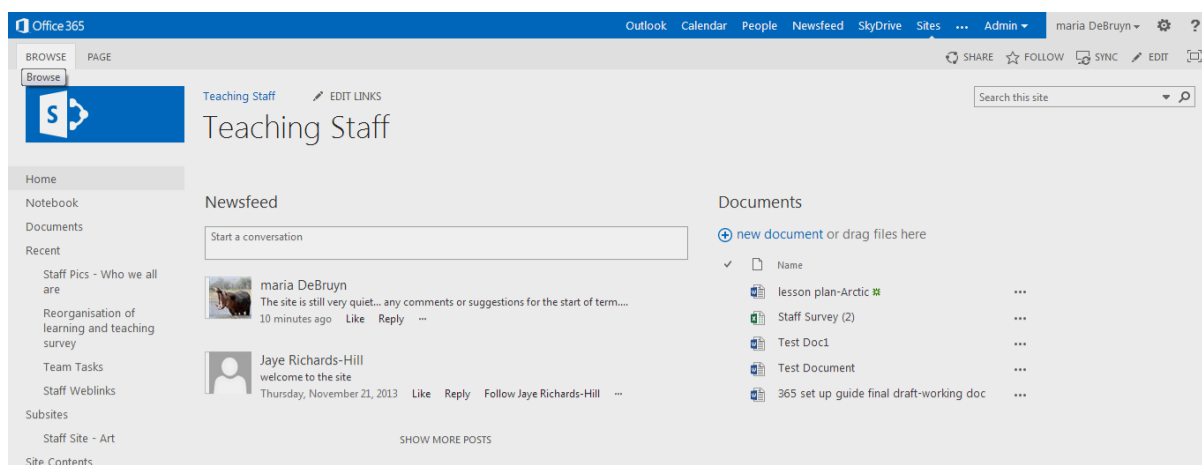 Office 365 Outlook Calendar People Newsfeed SkyDrive Sites ... Admin maria DeBruyn ?
BROWSE PAGE SHARE FOLLOW SYNC EDIT
Browse
S
Teaching Staff EDIT LINKS
Search this site
Teaching Staff
Home
Notebook
Documents
Recent
Staff Pics - Who we all
are
Reorganisation of
learning and teaching
survey
Team Tasks
Staff Weblinks
Subsites
Staff Site - Art
Site Contents
Newsfeed
Start a conversation
maria DeBruyn
The site is still very quiet... any comments or suggestions for the start of term....
10 minutes ago Like Reply ...
Jaye Richards-Hill
welcome to the site
Thursday, November 21, 2013 Like Reply Follow Jaye Richards-Hill ...
SHOW MORE POSTS
Documents
new document or drag files here
Name
lesson plan-Arctic ...
Staff Survey (2) ...
Test Doc1 ...
Test Document ...
365 set up guide final draft-working doc ...